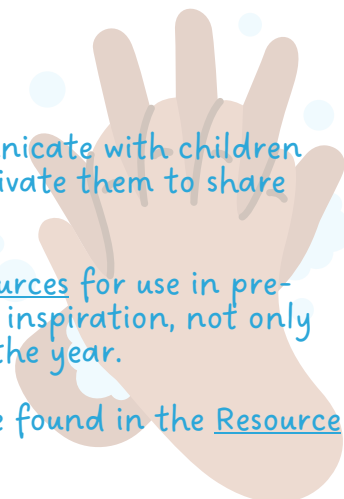 nicate with children
ivate them to share
urces for use in pre-
inspiration, not only
the year.
e found in the Resource